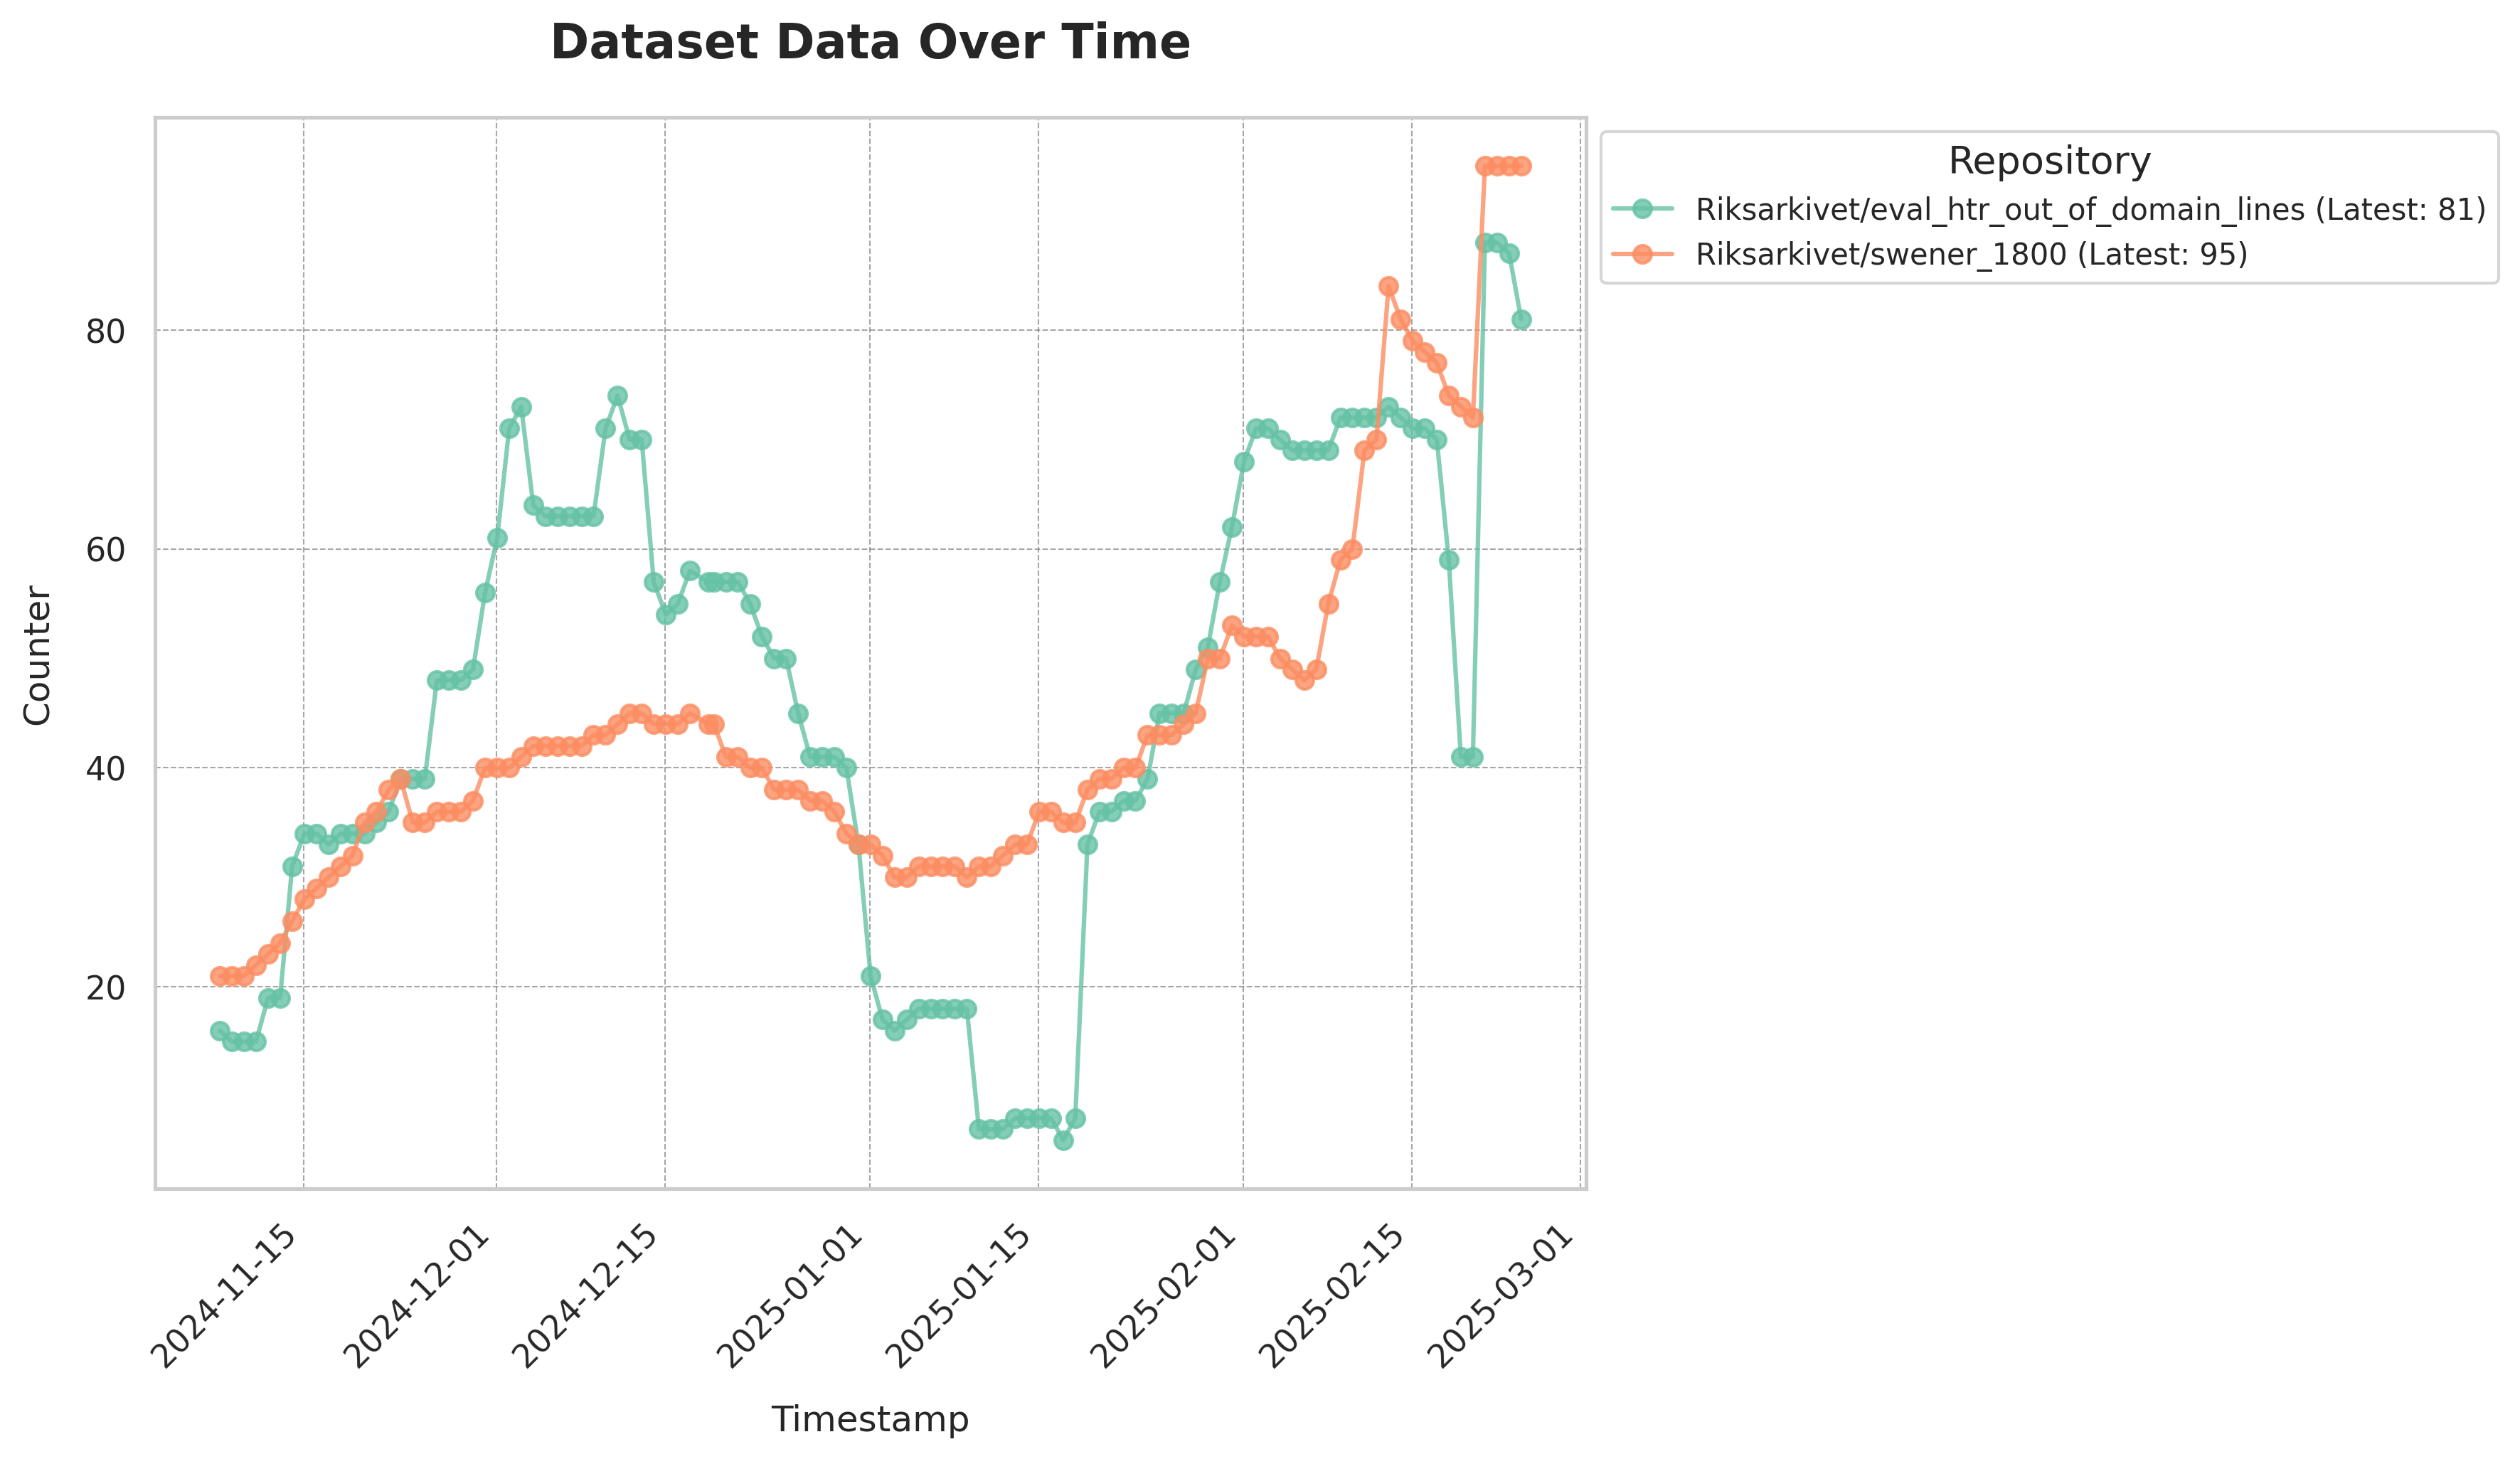 Dataset Data Over Time
Repository
Riksarkivet/eval_htr_out_of_domain_lines (Latest: 81)
Riksarkivet/swener_1800 (Latest: 95)
Counter
80
60
40
20
2024-11-15
2024-12-01
2024-12-15
2025-01-01
2025-01-15
2025-02-01
2025-02-15
2025-03-01
Timestamp